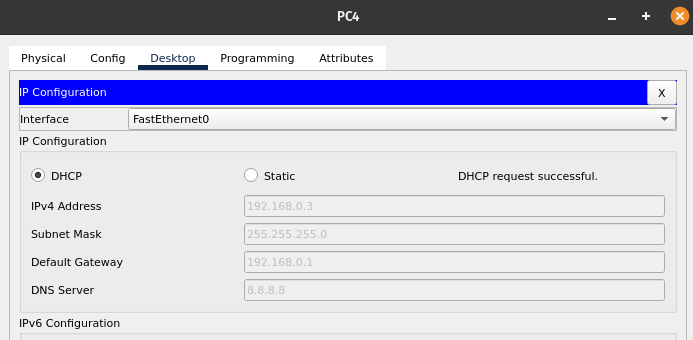 PC4
Physical Config Desktop Programming Attributes
IP Configuration X
Interface FastEthernet0
IP Configuration
DHCP Static DHCP request successful.
IPv4 Address 192.168.0.3
Subnet Mask 255.255.255.0
Default Gateway 192.168.0.1
DNS Server 8.8.8.8
IPv6 Configuration